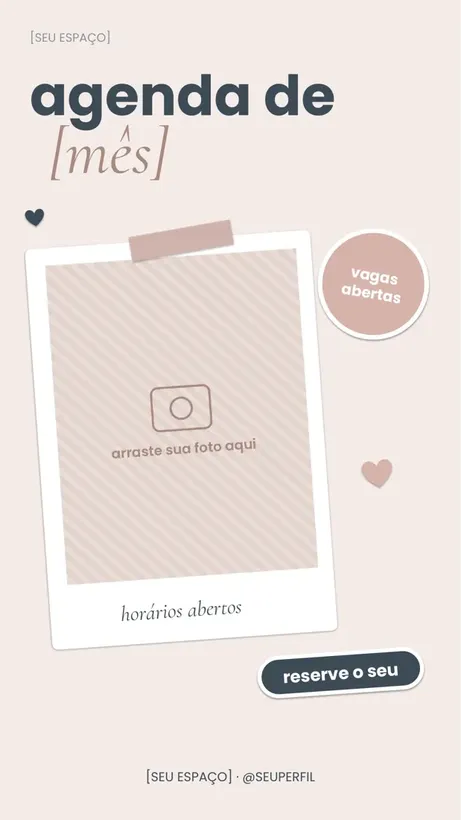 [SEU ESPAÇO]
agenda de
[mês]
vagas
abertas
arraste sua foto aqui
horários abertos
reserve o seu
[SEU ESPAÇO] · @SEUPERFIL